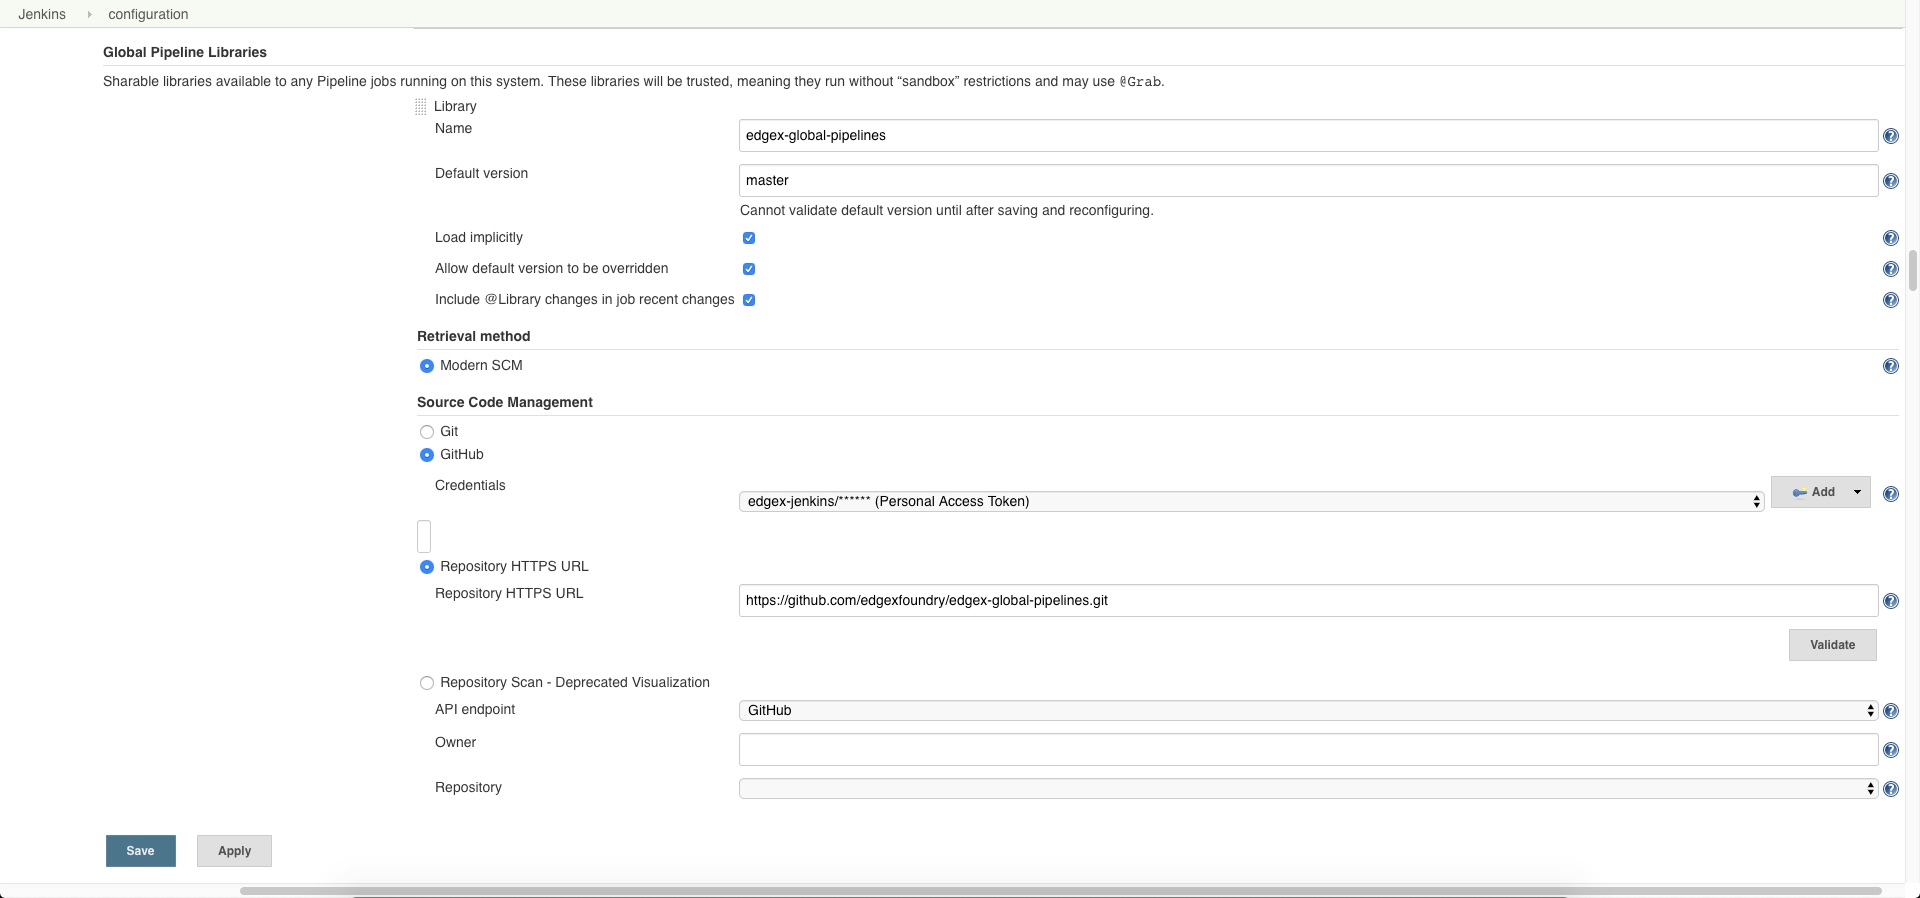 Jenkins configuration
Global Pipeline Libraries
Sharable libraries available to any Pipeline jobs running on this system. These libraries will be trusted, meaning they run without “sandbox” restrictions and may use @Grab.
Library
Name edgex-global-pipelines
Default version master
Cannot validate default version until after saving and reconfiguring.
Load implicitly
Allow default version to be overridden
Include @Library changes in job recent changes
Retrieval method
Modern SCM
Source Code Management
Git
GitHub
Credentials edgex-jenkins/****** (Personal Access Token) Add
Repository HTTPS URL
Repository HTTPS URL https://github.com/edgexfoundry/edgex-global-pipelines.git
Validate
Repository Scan - Deprecated Visualization
API endpoint GitHub
Owner
Repository
Save Apply